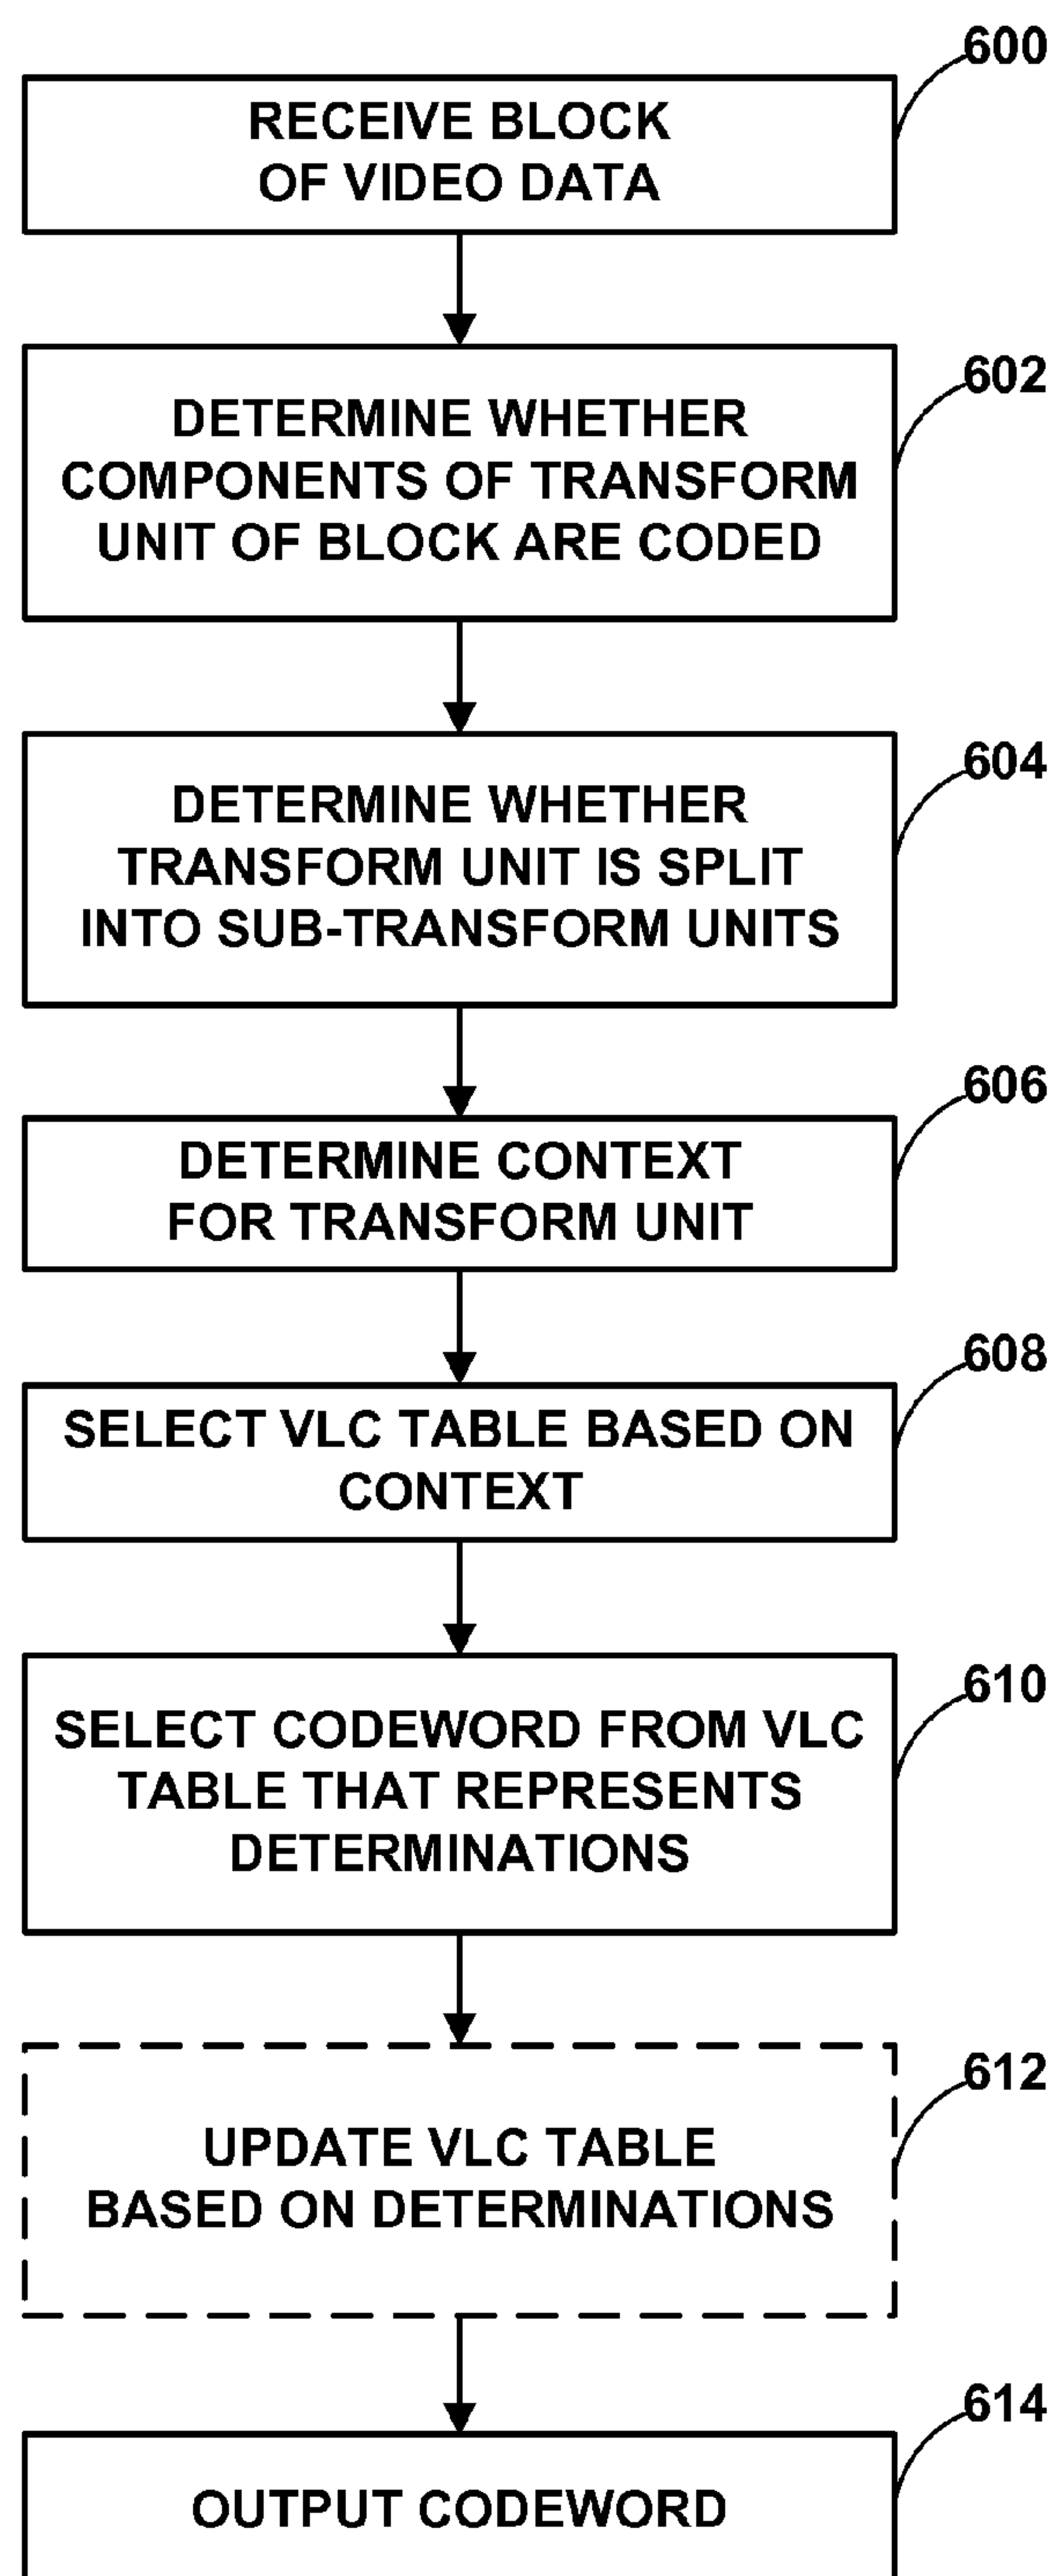 600
RECEIVE BLOCK
OF VIDEO DATA
602
DETERMINE WHETHER
COMPONENTS OF TRANSFORM
UNIT OF BLOCK ARE CODED
604
DETERMINE WHETHER
TRANSFORM UNIT IS SPLIT
INTO SUB-TRANSFORM UNITS
606
DETERMINE CONTEXT
FOR TRANSFORM UNIT
608
SELECT VLC TABLE BASED ON
CONTEXT
610
SELECT CODEWORD FROM VLC
TABLE THAT REPRESENTS
DETERMINATIONS
612
UPDATE VLC TABLE
BASED ON DETERMINATIONS
614
OUTPUT CODEWORD